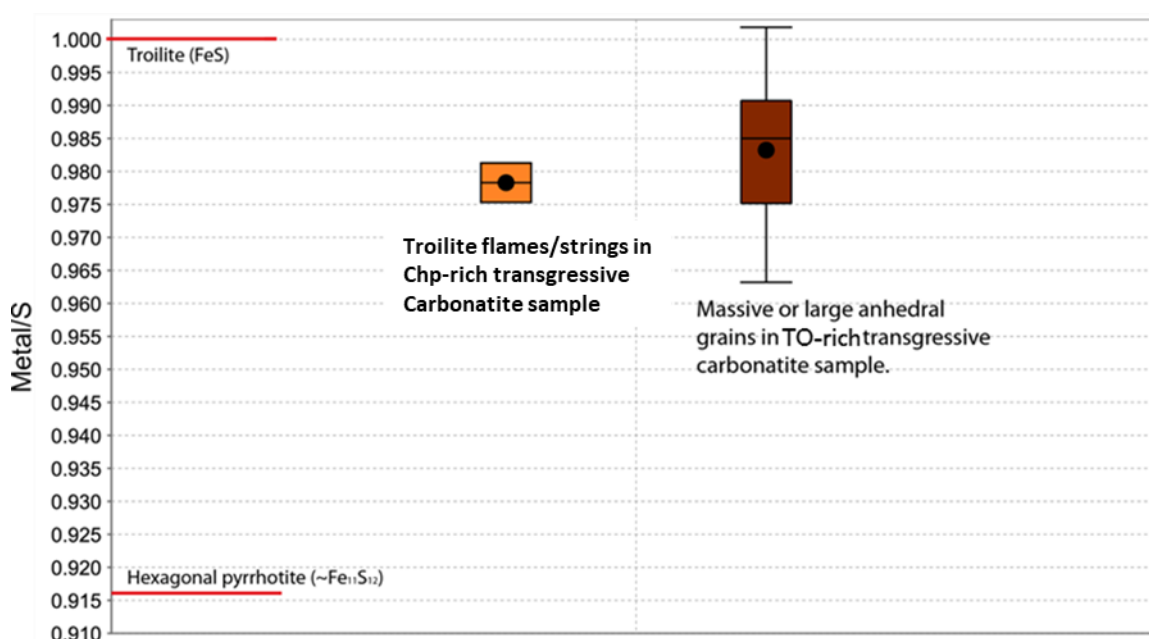 1.000
Troilite (FeS)
0.995
0.990
0.985
0.980
0.975
0.970
Troilite flames/strings in
0.965
Chp-rich transgressive
0.960
Carbonatite sample
Massive or large anhedral
0.955
grains in TO-rich transgressive
0.950
carbonatite sample.
0.945
0.940
0.935
0.930
0.925
0.920
Hexagonal pyrrhotite (~Fe₁₁S₁₂)
0.915
0.910
Metal/S